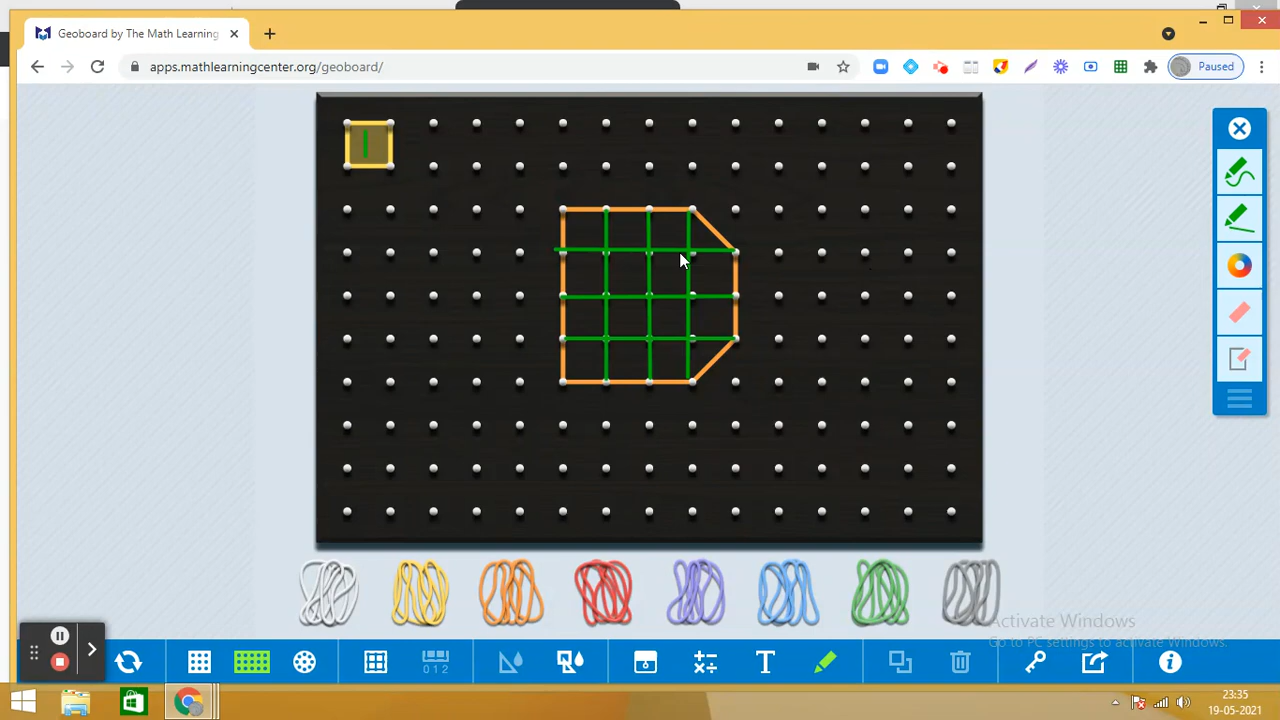 Geoboard by The Math Learning
apps.mathlearningcenter.org/geoboard/
Paused
1
Activate Windows
Go to PC settings to activate Windows.
0 1 2
T
23:35
19-05-2021